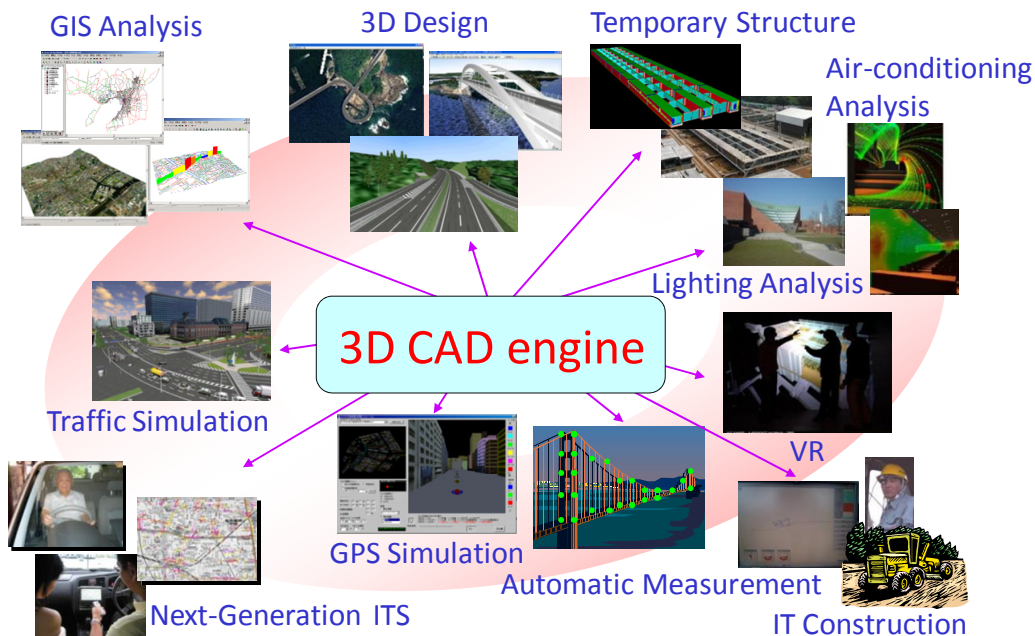 GIS Analysis
3D Design
Temporary Structure
Air-conditioning
Analysis
Lighting Analysis
3D CAD engine
Traffic Simulation
VR
GPS Simulation
Automatic Measurement
Next-Generation ITS
IT Construction